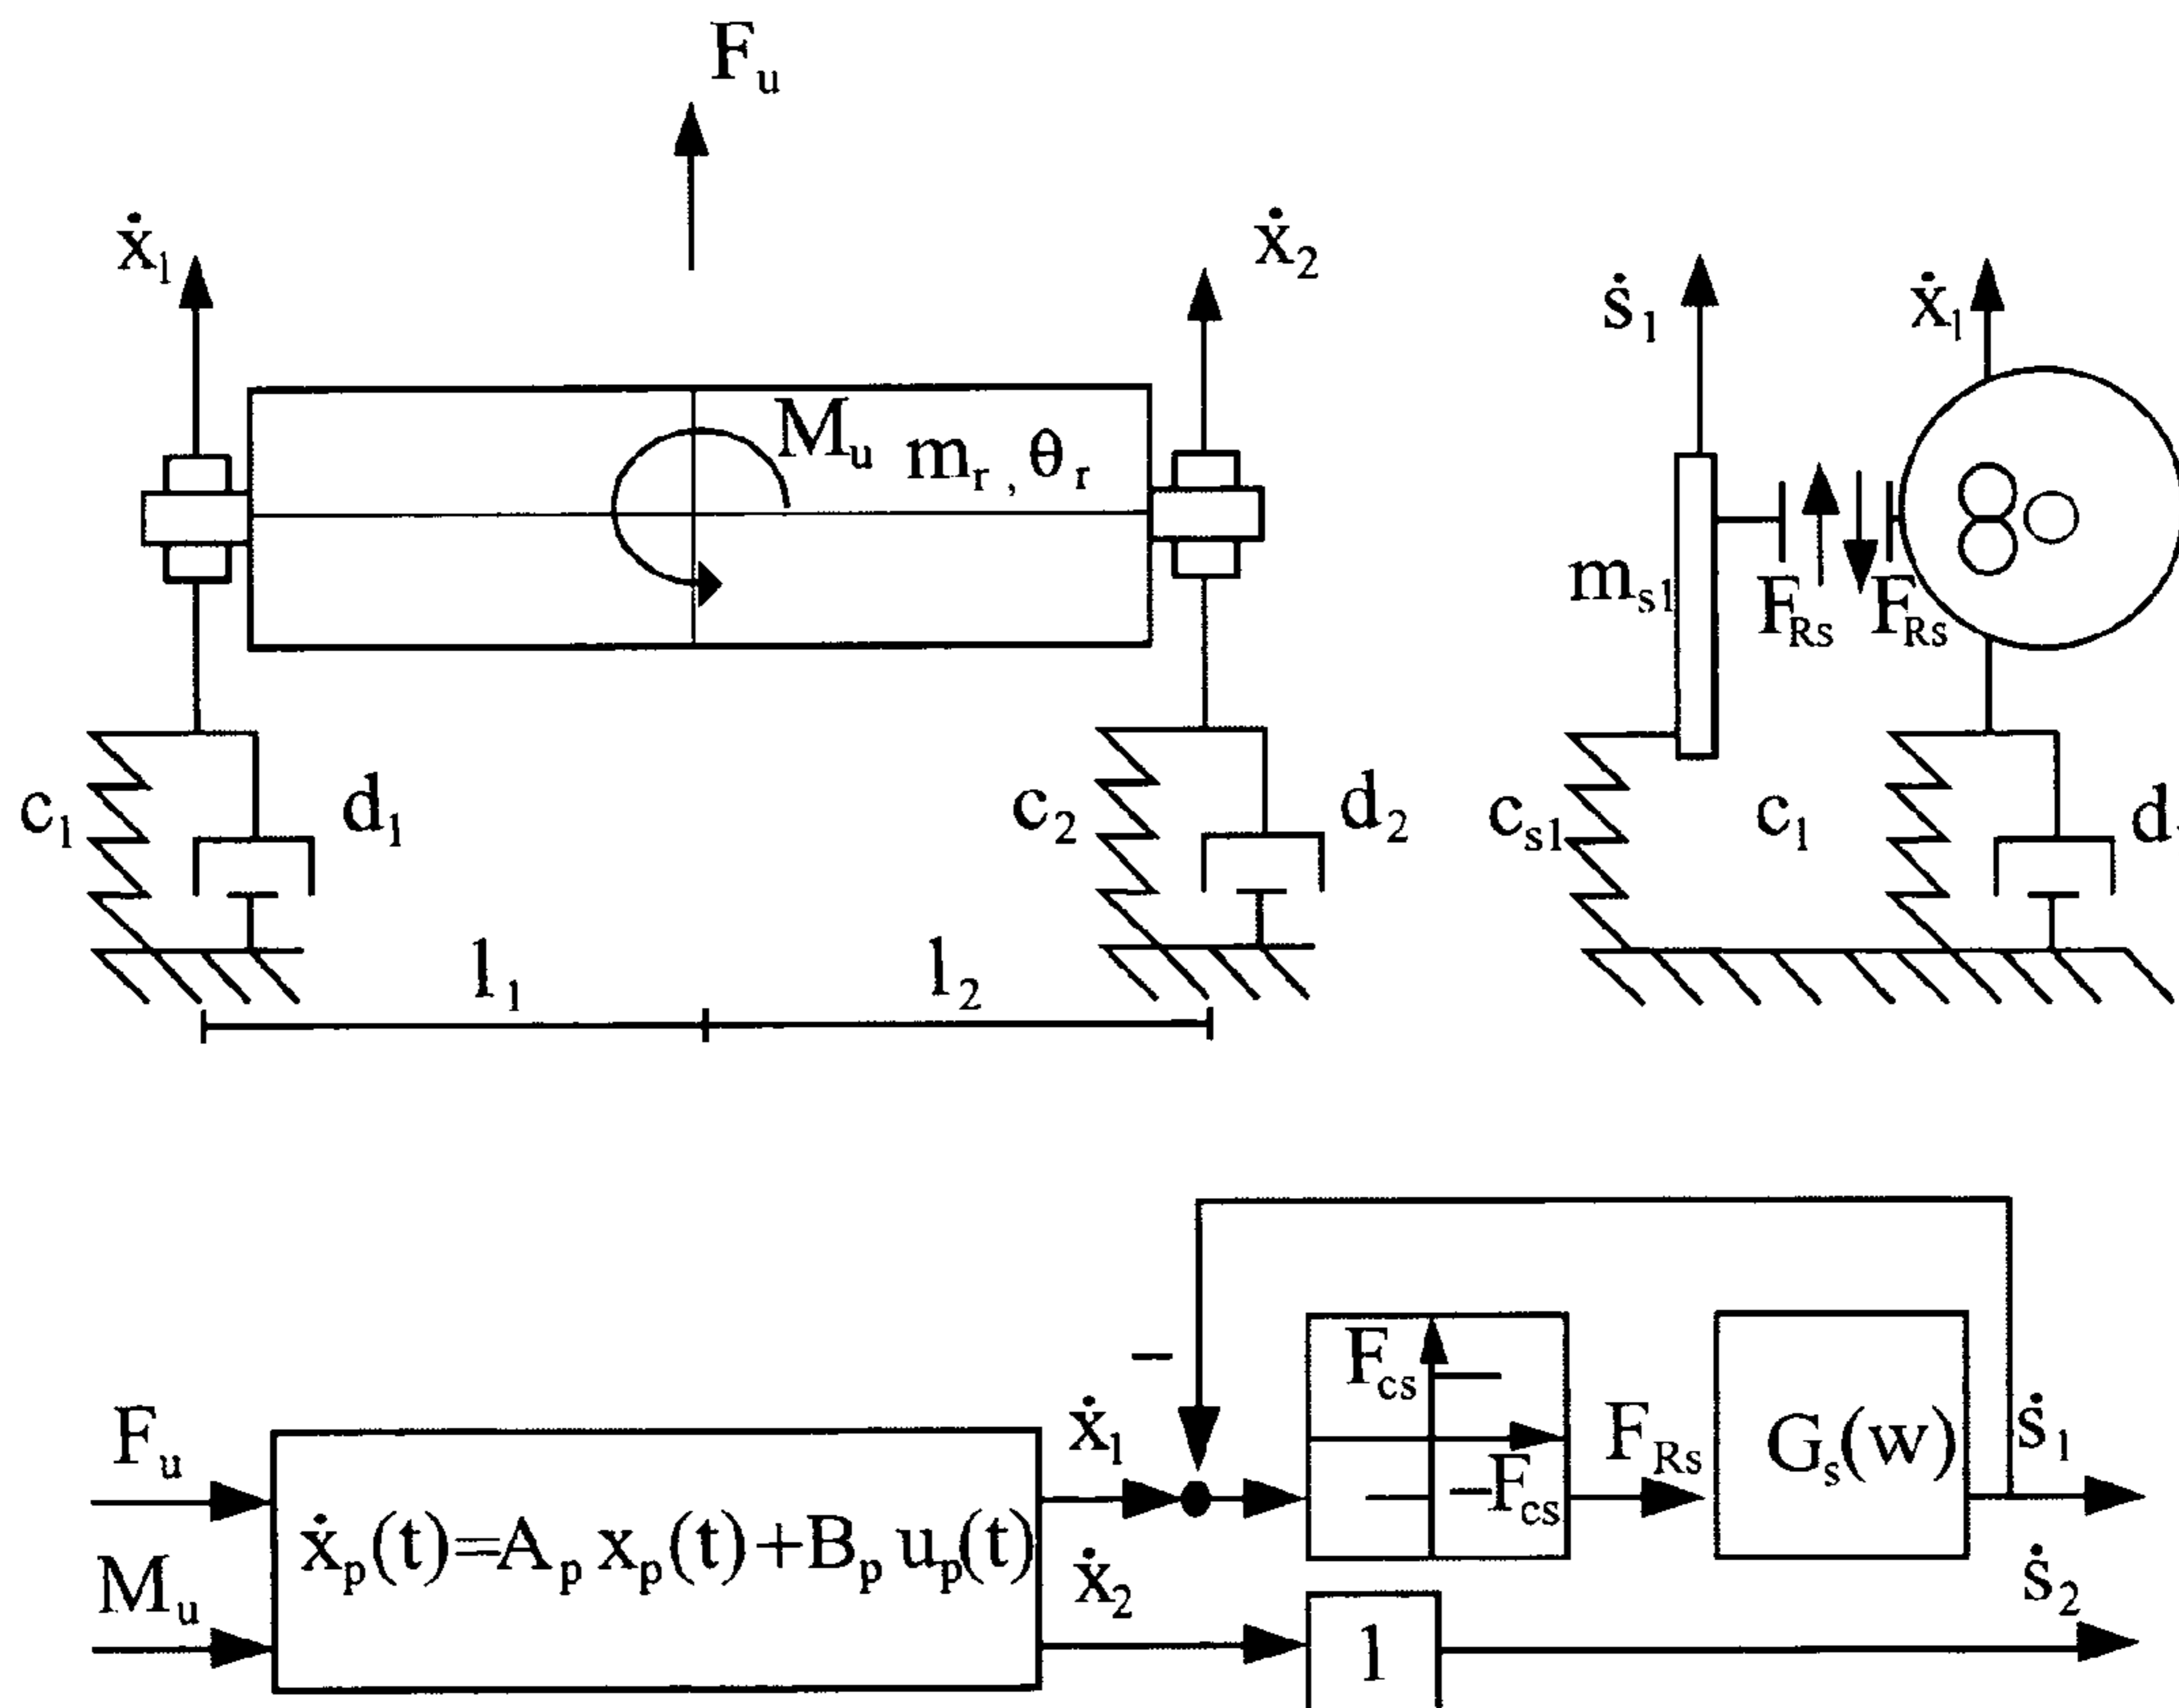 F_u
ẋ_1
ẋ_2
ṡ_1
ẋ_1
M_u
m_r, θ_r
m_s1
F_Rs
F_Rs
c_1
d_1
c_2
d_2
c_s1
c_1
l_1
l_2
−
F_cs
−F_cs
F_u
M_u
ẋ_p(t)=A_p x_p(t)+B_p u_p(t)
ẋ_1
ẋ_2
F_Rs
G_s(w)
ṡ_1
ṡ_2
1